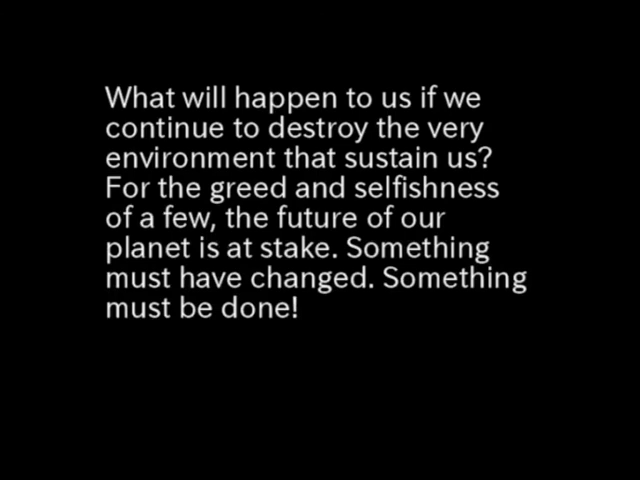 What will happen to us if we
continue to destroy the very
environment that sustain us?
For the greed and selfishness
of a few, the future of our
planet is at stake. Something
must have changed. Something
must be done!